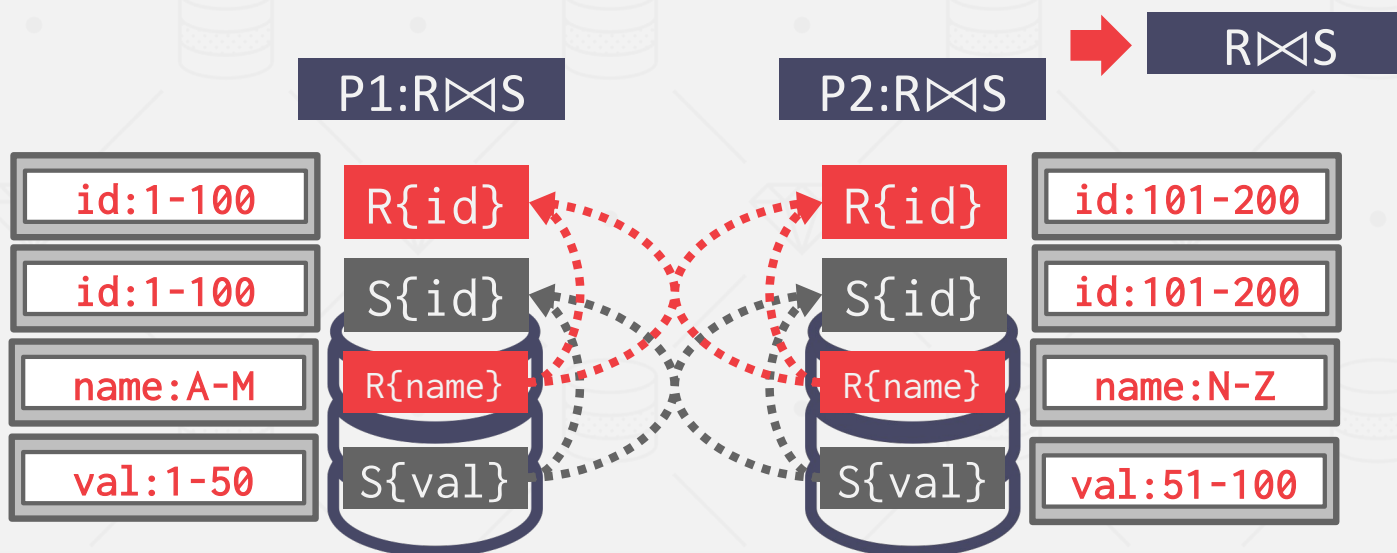 R⋈S
P1:R⋈S
P2:R⋈S
id:1-100
R{id}
R{id}
id:101-200
id:1-100
S{id}
S{id}
id:101-200
name:A-M
R{name}
R{name}
name:N-Z
val:1-50
S{val}
S{val}
val:51-100